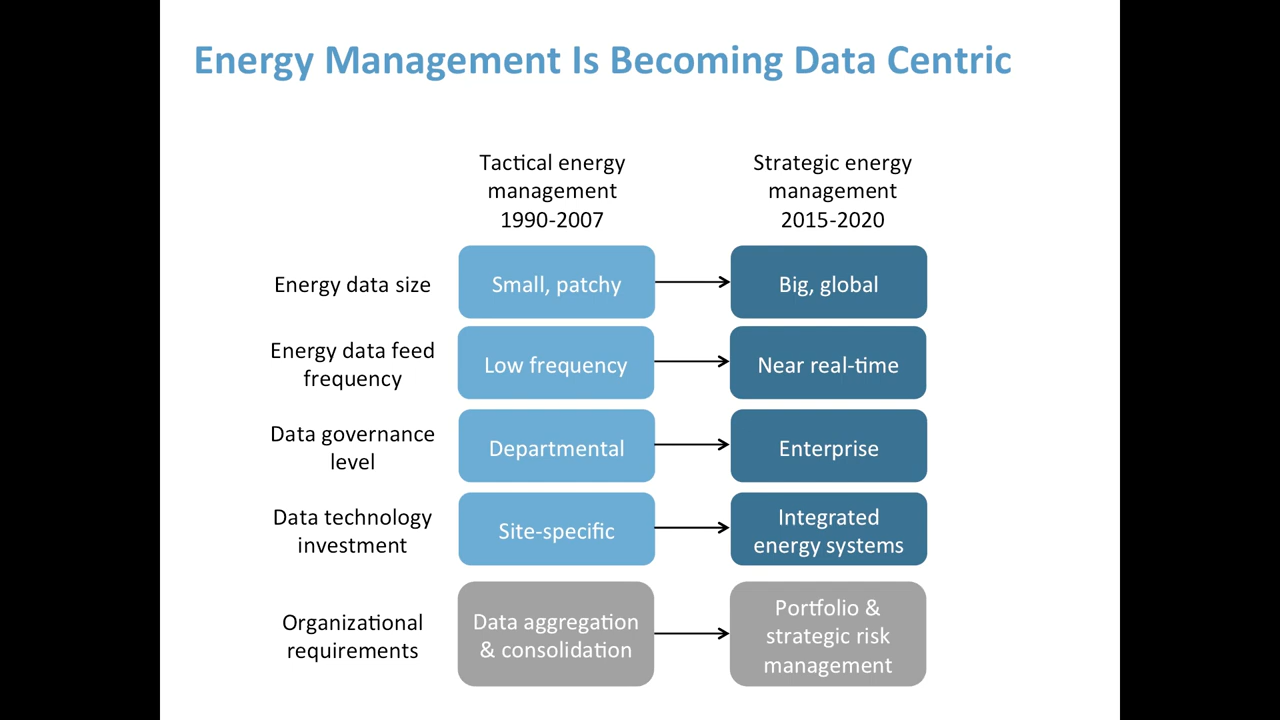 Energy Management Is Becoming Data Centric
Tactical energy
management
1990-2007
Strategic energy
management
2015-2020
Energy data size
Small, patchy
Big, global
Energy data feed
frequency
Low frequency
Near real-time
Data governance
level
Departmental
Enterprise
Data technology
investment
Site-specific
Integrated
energy systems
Organizational
requirements
Data aggregation
& consolidation
Portfolio &
strategic risk
management